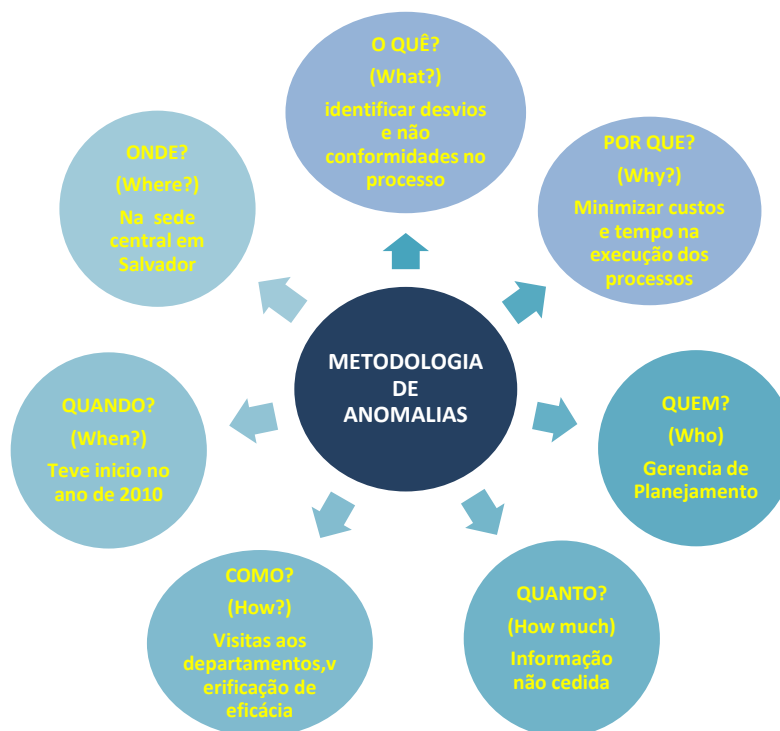 O QUÊ?
(What?)
identificar desvios
e não
conformidades no
processo
POR QUE?
(Why?)
Minimizar custos
e tempo na
execução dos
processos
QUEM?
(Who)
Gerencia de
Planejamento
QUANTO?
(How much)
Informação
não cedida
COMO?
(How?)
Visitas aos
departamentos,v
erificação de
eficácia
QUANDO?
(When?)
Teve inicio no
ano de 2010
ONDE?
(Where?)
Na sede
central em
Salvador
METODOLOGIA
DE
ANOMALIAS